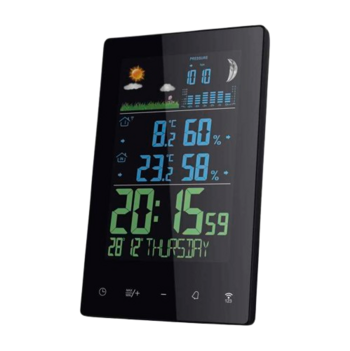 PRESSURE
1010
8.2 °C 60%
23.2 °C 58%
20:15 59
28 12 THURSDAY